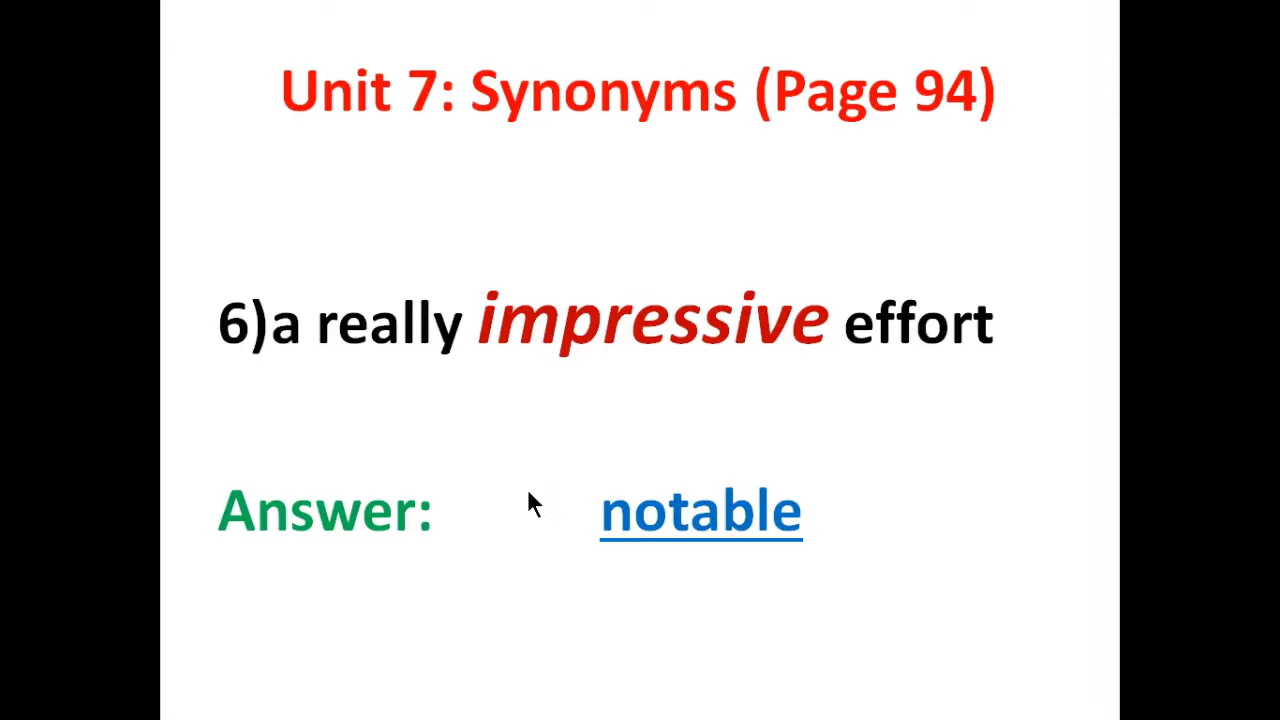 Unit 7: Synonyms (Page 94)
6)a really impressive effort
Answer: notable